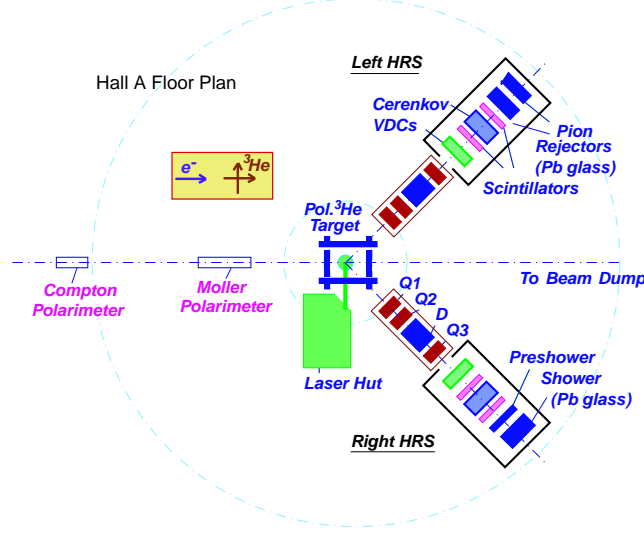 Left HRS
Hall A Floor Plan
Cerenkov
VDCs
Pion
Rejectors
(Pb glass)
Scintillators
e-
3He
Pol.3He
Target
To Beam Dump
Compton
Polarimeter
Moller
Polarimeter
Q1
Q2
D
Q3
Laser Hut
Preshower
Shower
(Pb glass)
Right HRS